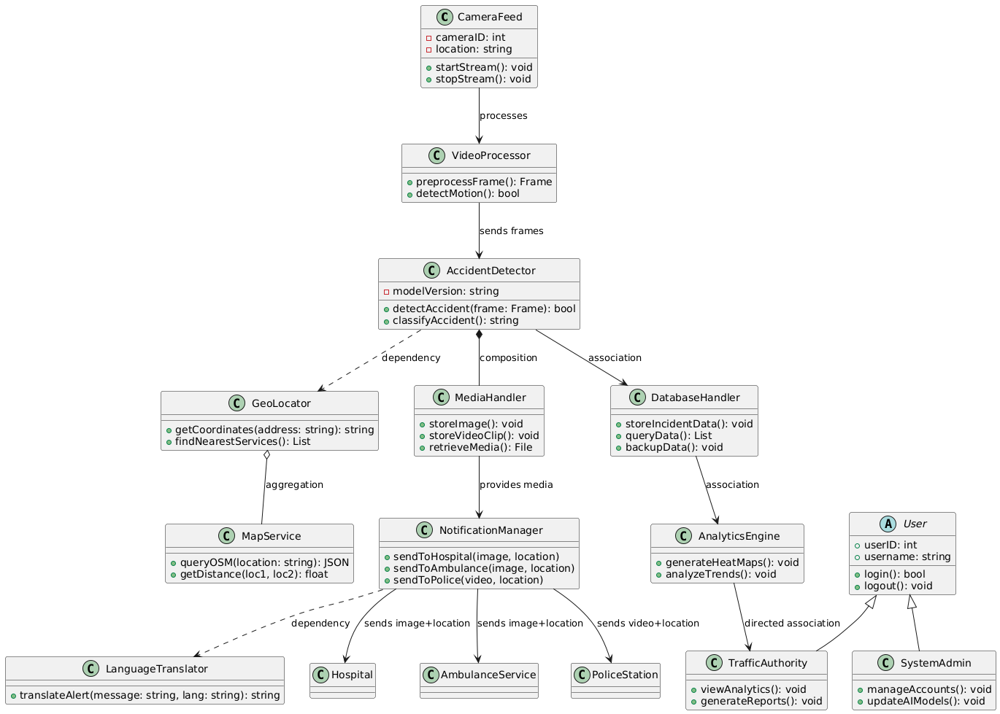 C CameraFeed
cameraID: int
location: string
startStream(): void
stopStream(): void
processes
C VideoProcessor
preprocessFrame(): Frame
detectMotion(): bool
sends frames
C AccidentDetector
modelVersion: string
detectAccident(frame: Frame): bool
classifyAccident(): string
dependency
composition
association
C GeoLocator
getCoordinates(address: string): string
findNearestServices(): List
C MediaHandler
storeImage(): void
storeVideoClip(): void
retrieveMedia(): File
C DatabaseHandler
storeIncidentData(): void
queryData(): List
backupData(): void
aggregation
provides media
association
C MapService
queryOSM(location: string): JSON
getDistance(loc1, loc2): float
C NotificationManager
sendToHospital(image, location)
sendToAmbulance(image, location)
sendToPolice(video, location)
C AnalyticsEngine
generateHeatMaps(): void
analyzeTrends(): void
A User
userID: int
username: string
login(): bool
logout(): void
dependency
sends image+location
sends image+location
sends video+location
directed association
C LanguageTranslator
translateAlert(message: string, lang: string): string
C Hospital
C AmbulanceService
C PoliceStation
C TrafficAuthority
viewAnalytics(): void
generateReports(): void
C SystemAdmin
manageAccounts(): void
updateAIModels(): void